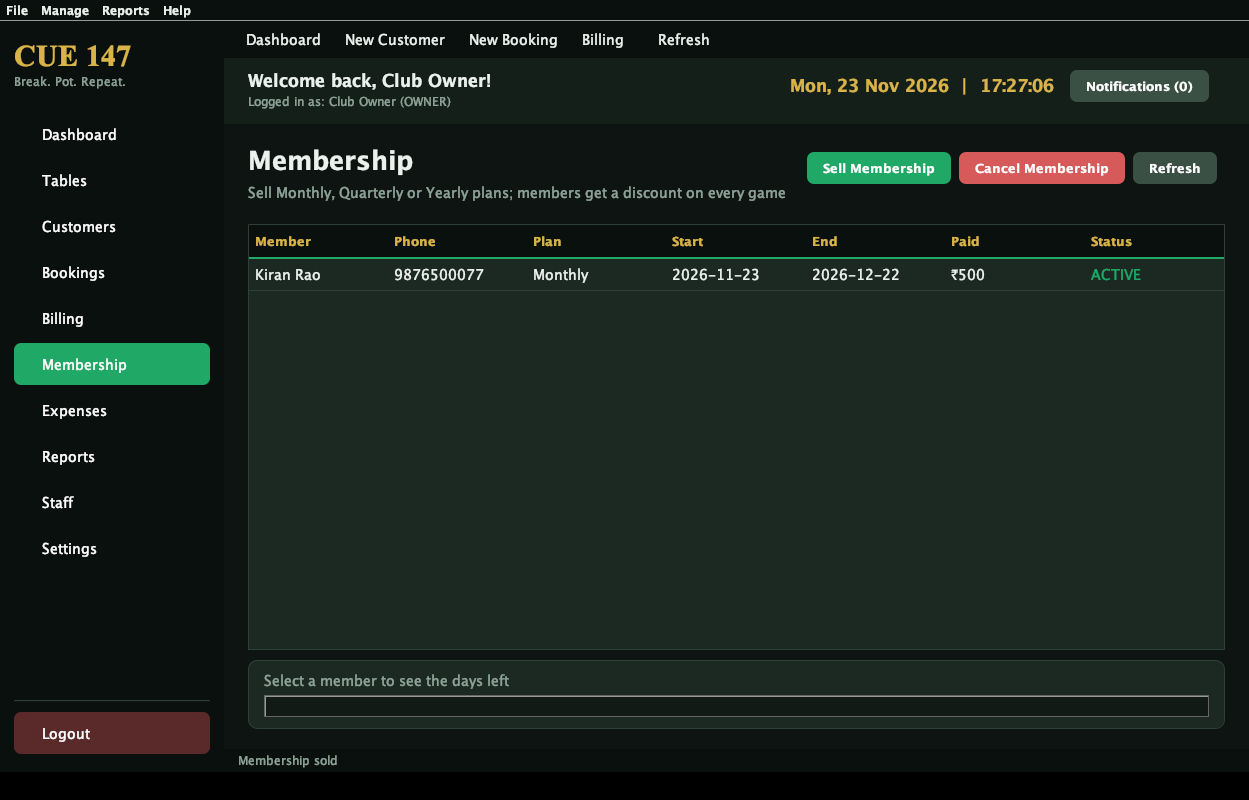 File Manage Reports Help
CUE 147
Break. Pot. Repeat.
Dashboard
Tables
Customers
Bookings
Billing
Membership
Expenses
Reports
Staff
Settings
Logout
Dashboard New Customer New Booking Billing Refresh
Welcome back, Club Owner!
Logged in as: Club Owner (OWNER)
Mon, 23 Nov 2026 | 17:27:06
Notifications (0)
Membership
Sell Monthly, Quarterly or Yearly plans; members get a discount on every game
Sell Membership Cancel Membership Refresh
Member Phone Plan Start End Paid Status
Kiran Rao 9876500077 Monthly 2026-11-23 2026-12-22 ₹500 ACTIVE
Select a member to see the days left
Membership sold